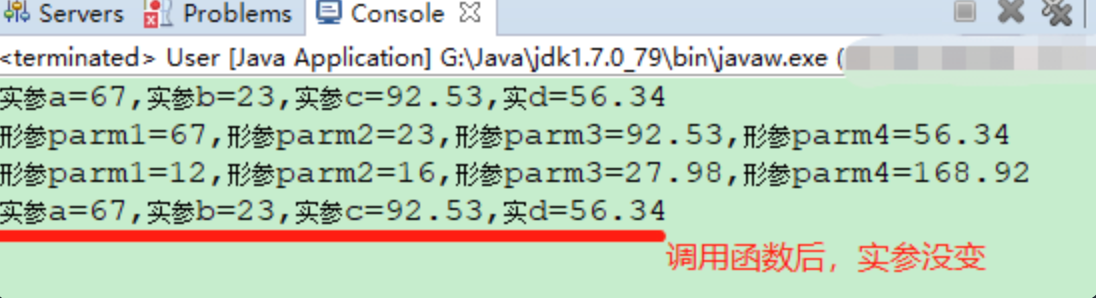 Servers Problems Console
<terminated> User [Java Application] G:\Java\jdk1.7.0_79\bin\javaw.exe (
实参a=67,实参b=23,实参c=92.53,实d=56.34
形参parm1=67,形参parm2=23,形参parm3=92.53,形参parm4=56.34
形参parm1=12,形参parm2=16,形参parm3=27.98,形参parm4=168.92
实参a=67,实参b=23,实参c=92.53,实d=56.34
调用函数后，实参没变